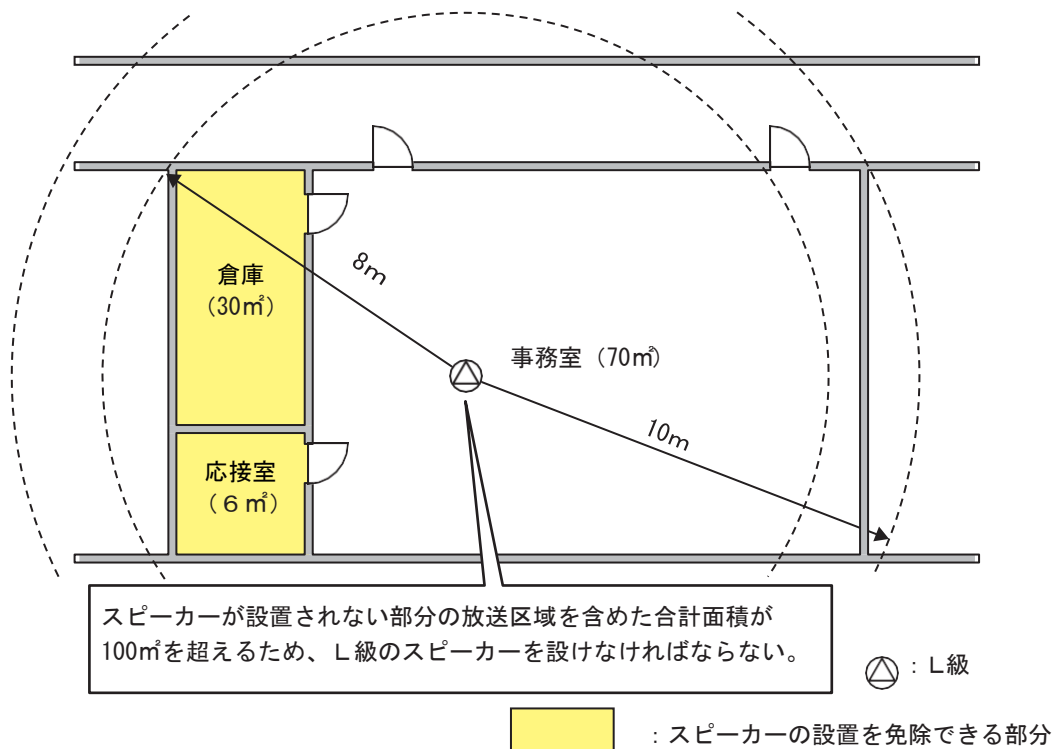 倉庫
(30㎡)
8m
事務室（70㎡）
10m
応接室
（６㎡）
スピーカーが設置されない部分の放送区域を含めた合計面積が
100㎡を超えるため、Ｌ級のスピーカーを設けなければならない。
：Ｌ級
：スピーカーの設置を免除できる部分